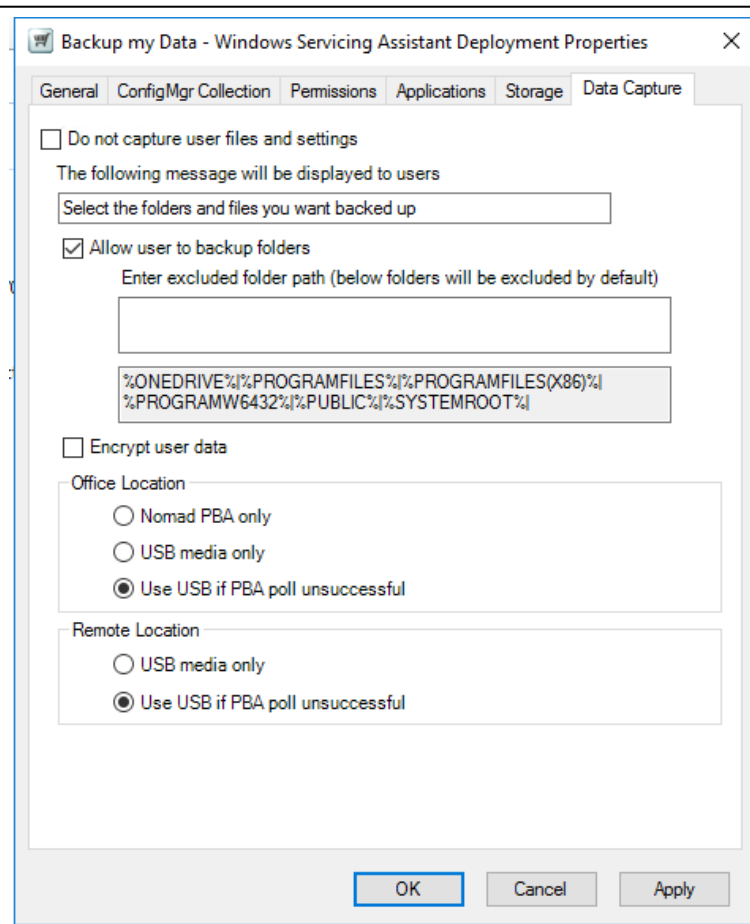 Backup my Data - Windows Servicing Assistant Deployment Properties
General ConfigMgr Collection Permissions Applications Storage Data Capture
Do not capture user files and settings
The following message will be displayed to users
Select the folders and files you want backed up
Allow user to backup folders
Enter excluded folder path (below folders will be excluded by default)
%ONEDRIVE%|%PROGRAMFILES%|%PROGRAMFILES(X86)%|
%PROGRAMW6432%|%PUBLIC%|%SYSTEMROOT%|
Encrypt user data
Office Location
Nomad PBA only
USB media only
Use USB if PBA poll unsuccessful
Remote Location
USB media only
Use USB if PBA poll unsuccessful
OK Cancel Apply